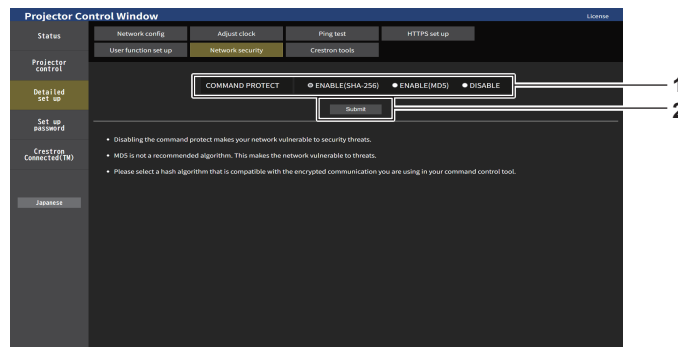 Projector Control Window License
Status
Network config Adjust clock Ping test HTTPS set up
User function set up Network security Crestron tools
Projector
control
Detailed
set up
COMMAND PROTECT ENABLE(SHA-256) ENABLE(MD5) DISABLE 1
Submit 2
Set up
password
Crestron
Connected(TM)
Japanese
• Disabling the command protect makes your network vulnerable to security threats.
• MD5 is not a recommended algorithm. This makes the network vulnerable to threats.
• Please select a hash algorithm that is compatible with the encrypted communication you are using in your command control tool.